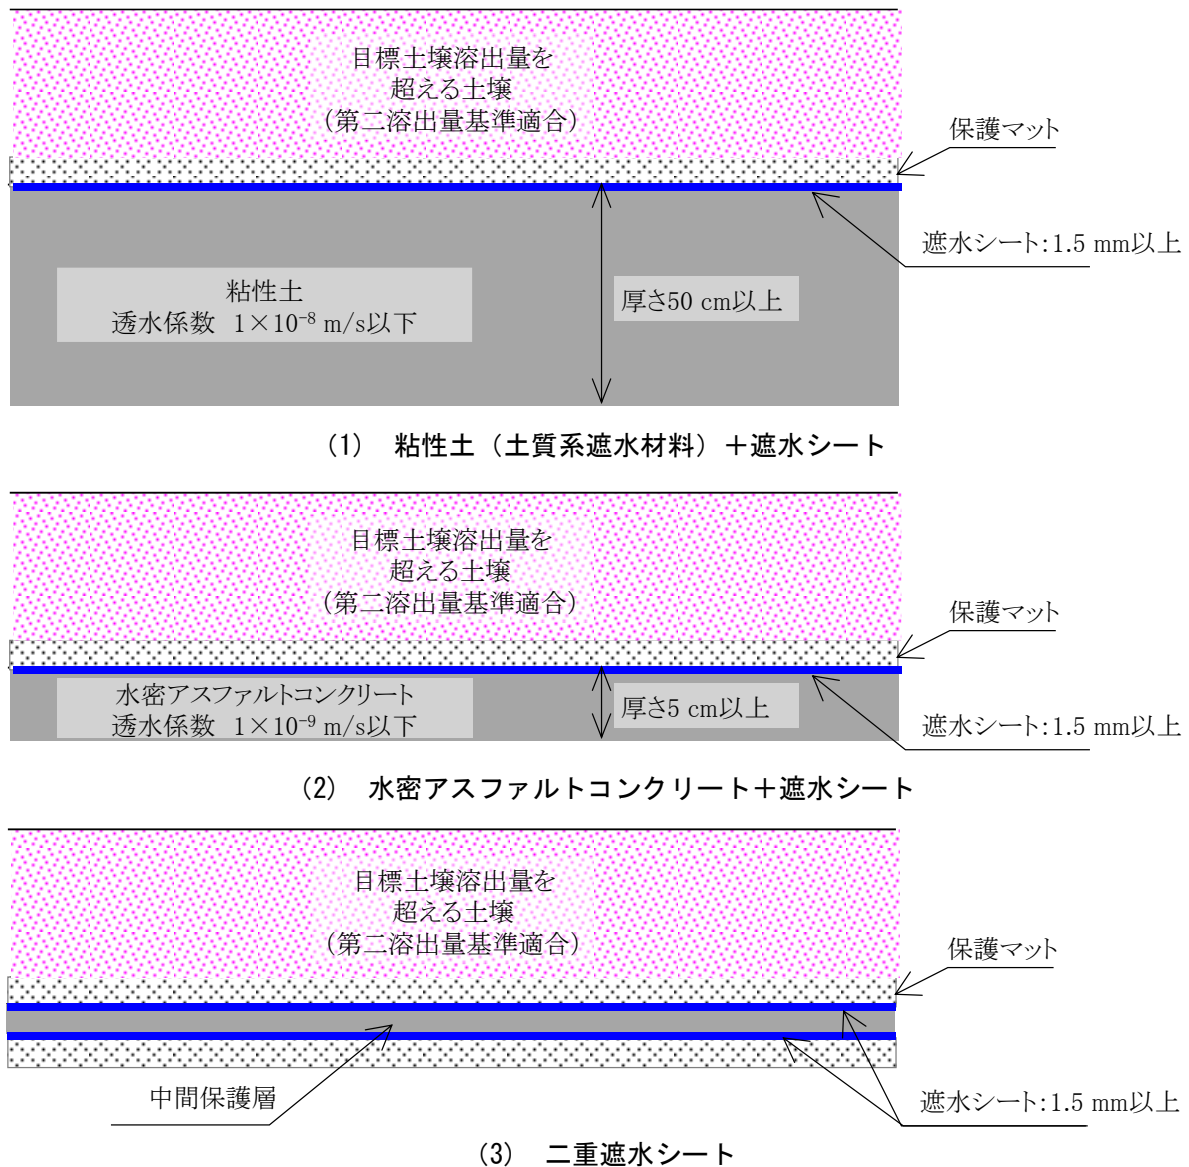 目標土壌溶出量を
超える土壌
(第二溶出量基準適合)
保護マット
遮水シート:1.5 mm以上
粘性土
透水係数 1×10⁻⁸ m/s以下
厚さ50 cm以上
(1) 粘性土（土質系遮水材料）＋遮水シート
目標土壌溶出量を
超える土壌
(第二溶出量基準適合)
保護マット
水密アスファルトコンクリート
透水係数 1×10⁻⁹ m/s以下
厚さ5 cm以上
遮水シート:1.5 mm以上
(2) 水密アスファルトコンクリート＋遮水シート
目標土壌溶出量を
超える土壌
(第二溶出量基準適合)
保護マット
中間保護層
遮水シート:1.5 mm以上
(3) 二重遮水シート